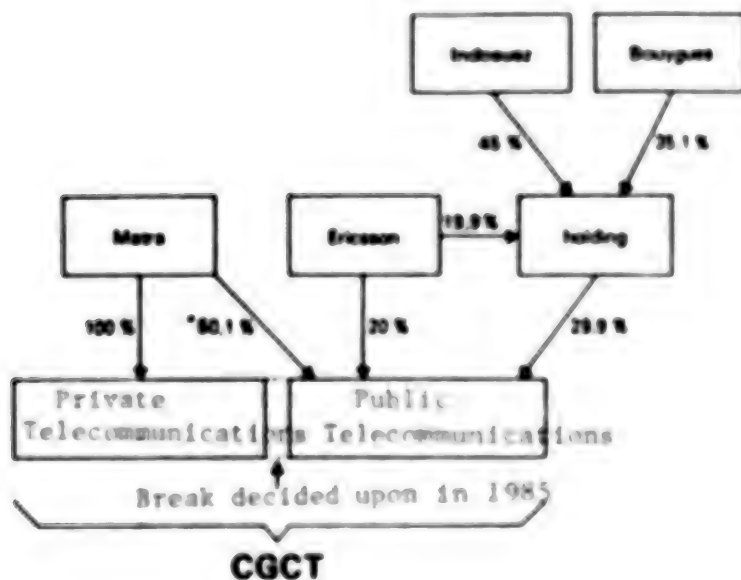 Indosuez Bouygues
45 % 35.1 %
Matra Ericsson 19,9 % holding
100 % *50,1 % 20 % 29.9 %
Private Public
Telecommunications Telecommunications
Break decided upon in 1985
CGCT